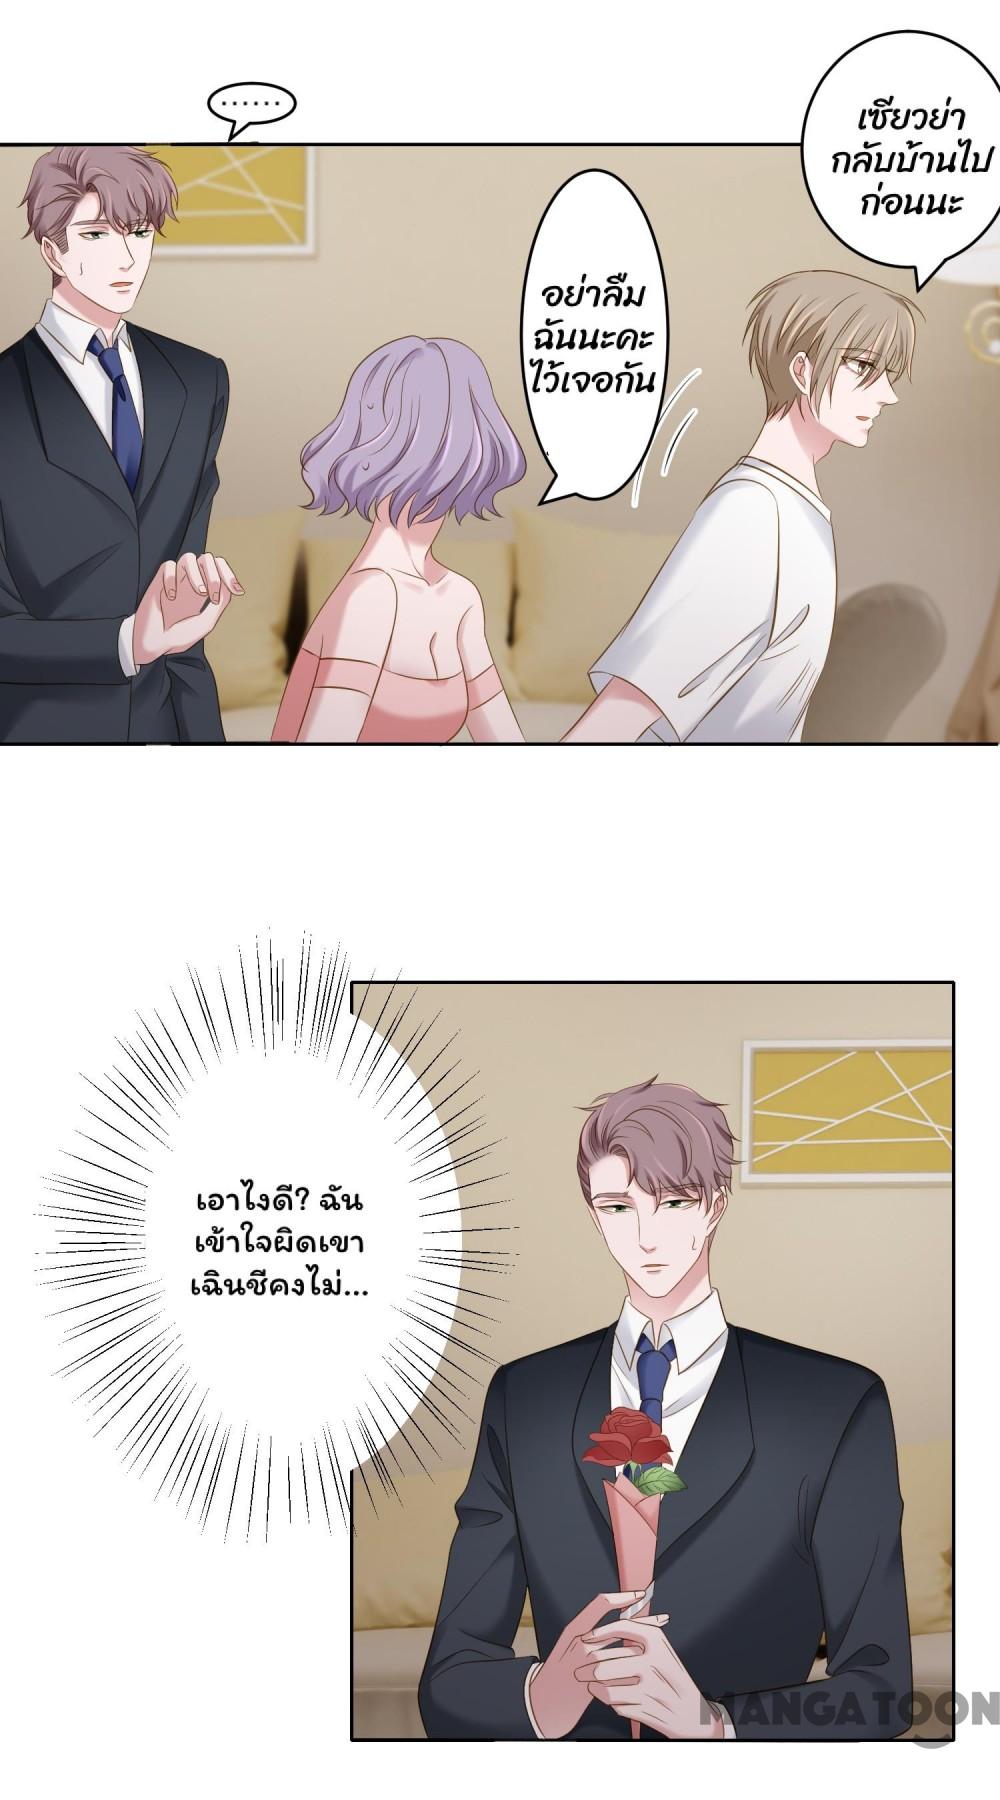 ......
เซียวย่า
กลับบ้านไป
ก่อนนะ
อย่าลืม
ฉันนะคะ
ไว้เจอกัน
เอาไงดี? ฉัน
เข้าใจผิดเขา
เฉินชีคงไม่...
MANGATOON